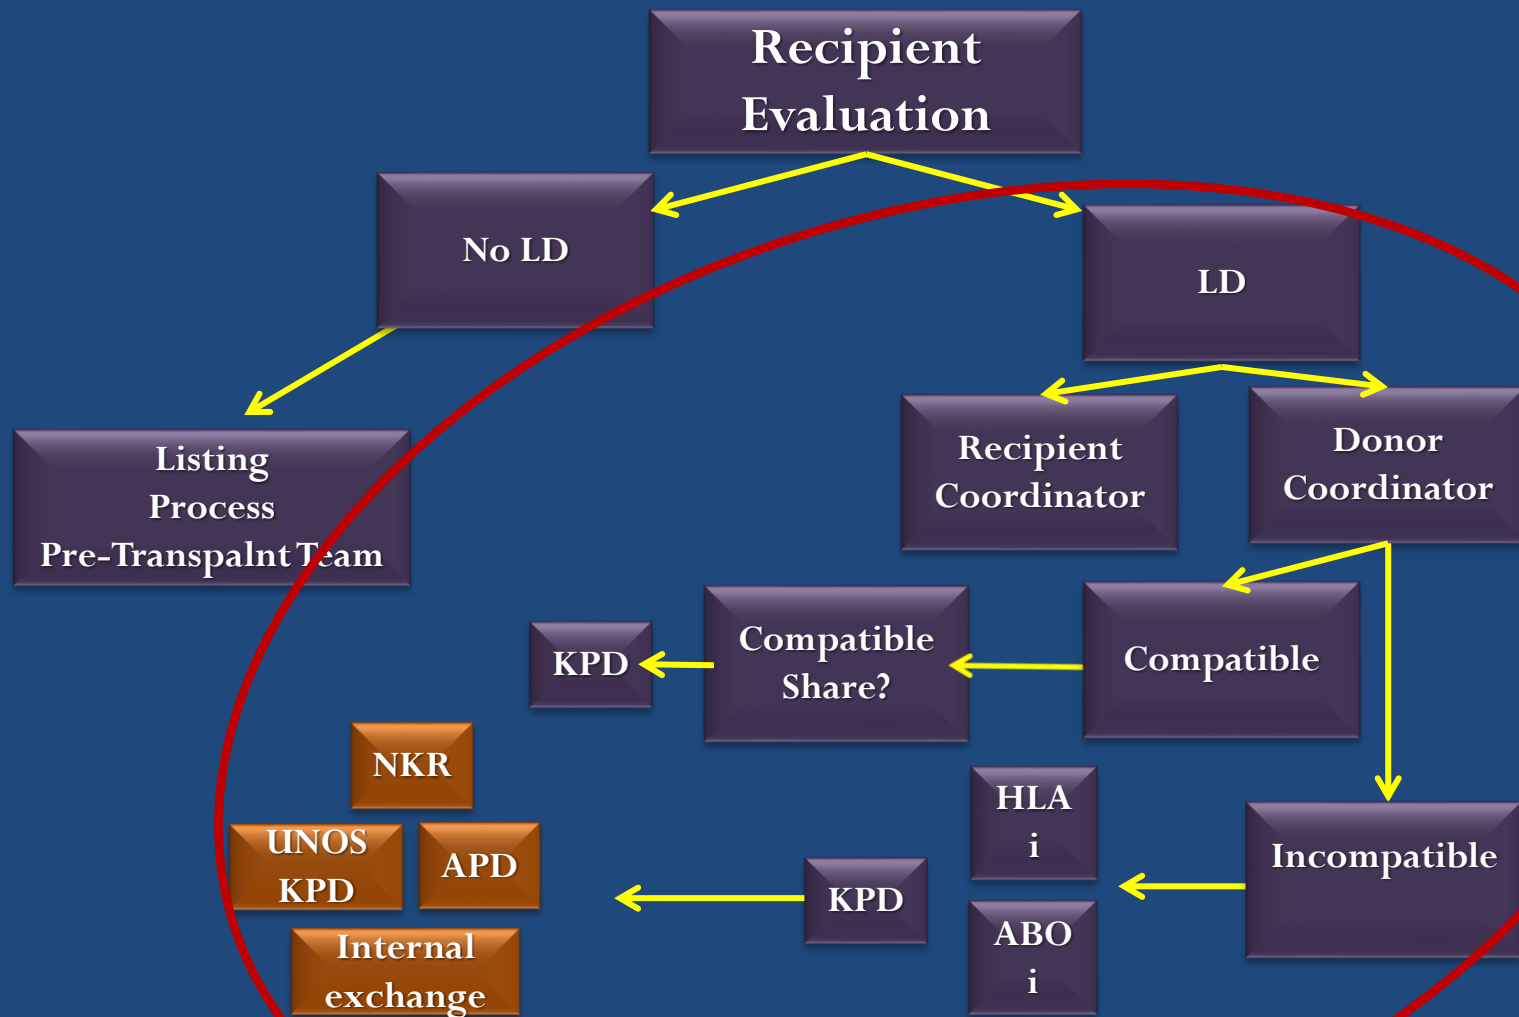 Recipient
Evaluation
No LD
LD
Listing
Process
Pre-Transpalnt Team
Recipient
Coordinator
Donor
Coordinator
KPD
Compatible
Share?
Compatible
NKR
UNOS
KPD
APD
Internal
exchange
KPD
HLA
i
ABO
i
Incompatible